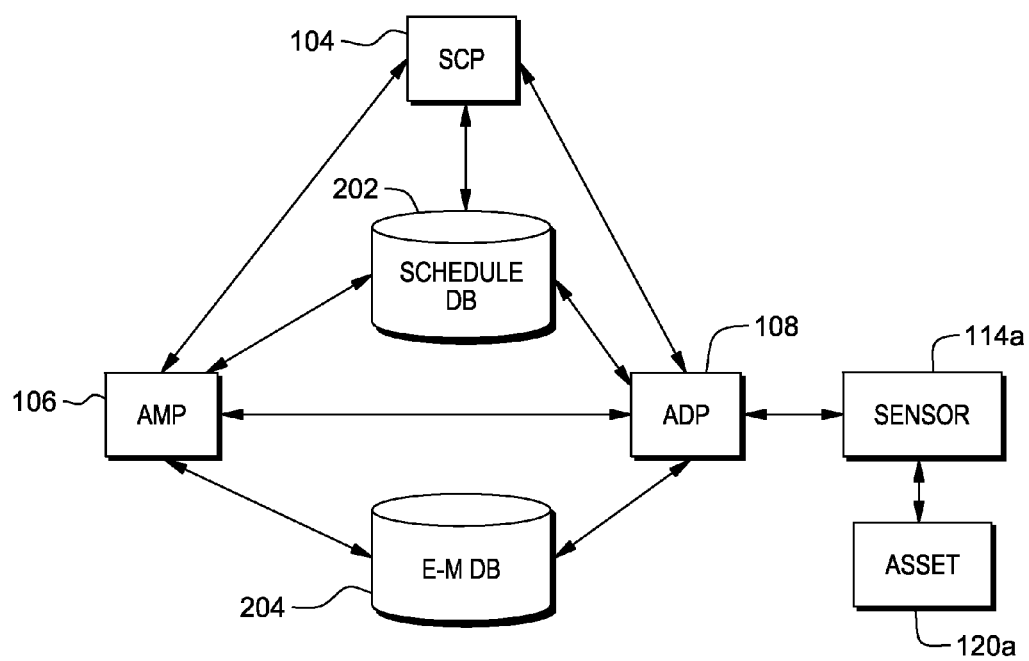 104
SCP
202
SCHEDULE
DB
108
114a
106
AMP
ADP
SENSOR
E-M DB
ASSET
204
120a